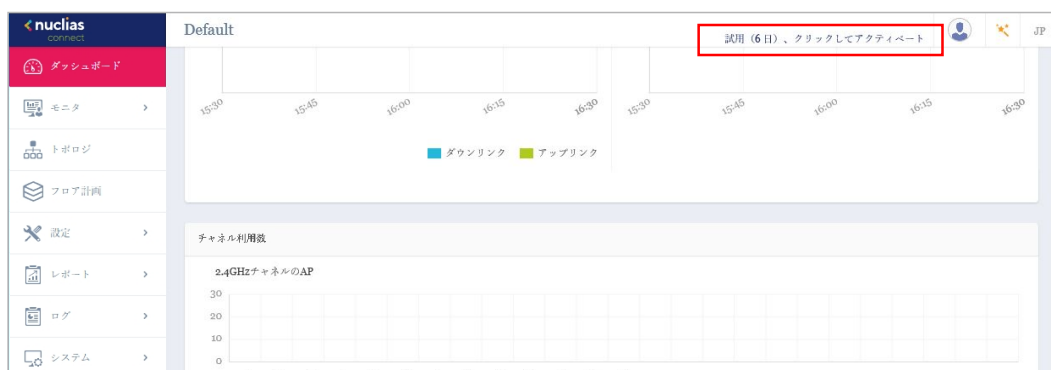 nuclias
connect
Default
試用（6日）、クリックしてアクティベート
JP
ダッシュボード
モニタ
トポロジ
フロア計画
設定
レポート
ログ
システム
15:30 15:45 16:00 16:15 16:30
15:30 15:45 16:00 16:15 16:30
ダウンリンク アップリンク
チャネル利用数
2.4GHzチャネルのAP
30
20
10
0